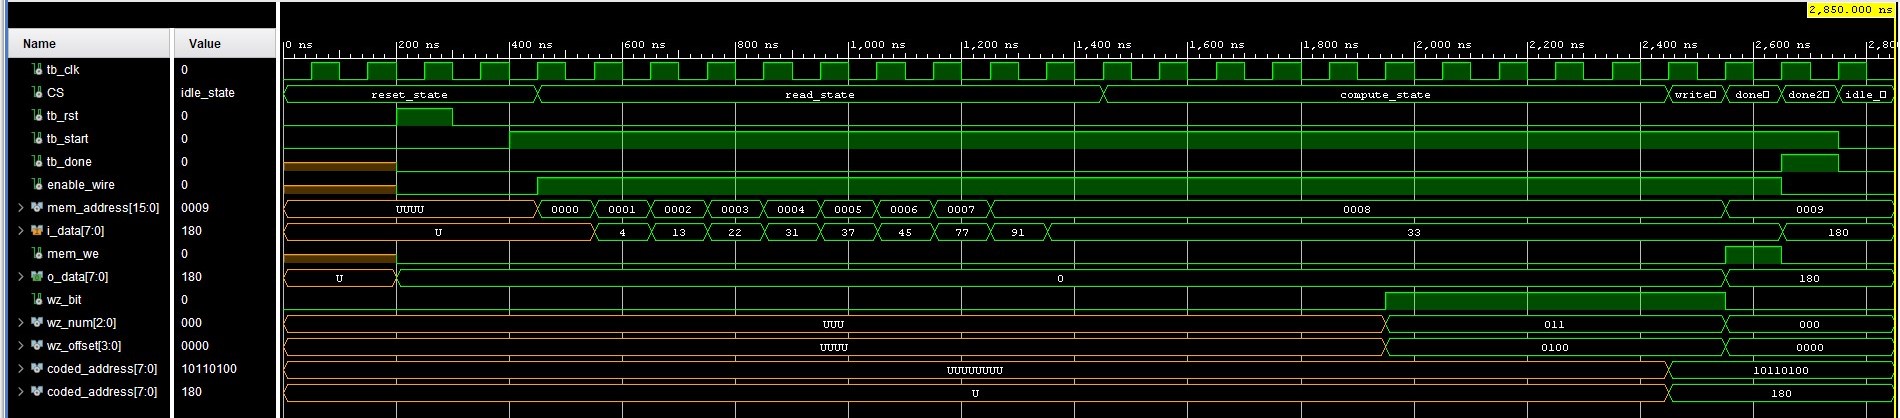 2,850.000 ns
Name Value 0 ns 200 ns 400 ns 600 ns 800 ns 1,000 ns 1,200 ns 1,400 ns 1,600 ns 1,800 ns 2,000 ns 2,200 ns 2,400 ns 2,600 ns 2,80
tb_clk 0
CS idle_state reset_state read_state compute_state write□ done□ done2□ idle_□
tb_rst 0
tb_start 0
tb_done 0
enable_wire 0
mem_address[15:0] 0009 UUUU 0000 0001 0002 0003 0004 0005 0006 0007 0008 0009
i_data[7:0] 180 U 4 13 22 31 37 45 77 91 33 180
mem_we 0
o_data[7:0] 180 U 0 180
wz_bit 0
wz_num[2:0] 000 UUU 011 000
wz_offset[3:0] 0000 UUUU 0100 0000
coded_address[7:0] 10110100 UUUUUUUU 10110100
coded_address[7:0] 180 U 180